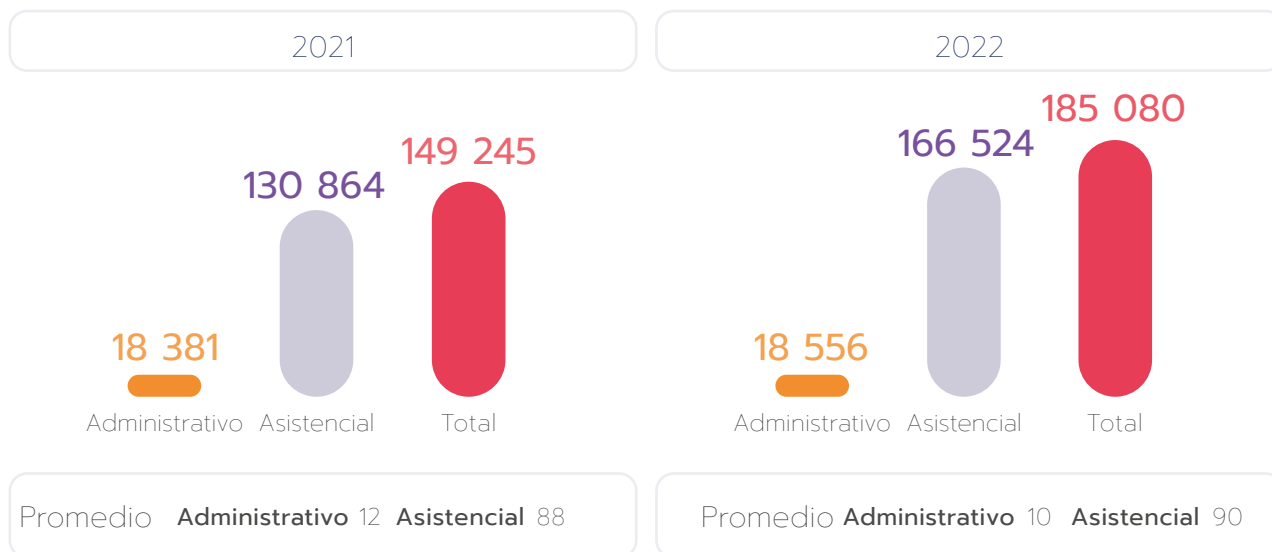 2021
149 245
130 864
18 381
Administrativo Asistencial Total
Promedio Administrativo 12 Asistencial 88
2022
185 080
166 524
18 556
Administrativo Asistencial Total
Promedio Administrativo 10 Asistencial 90